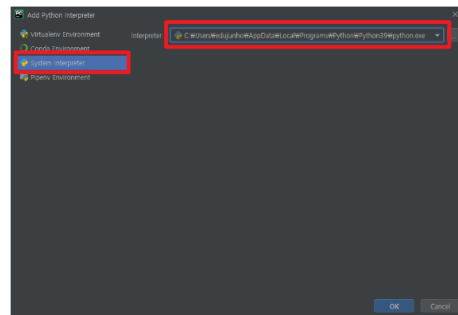 Add Python Interpreter
Virtualenv Environment
Conda Environment
System Interpreter
Pipenv Environment
Interpreter: C:₩Users₩edujunho₩AppData₩Local₩Programs₩Python₩Python39₩python.exe
OK
Cancel